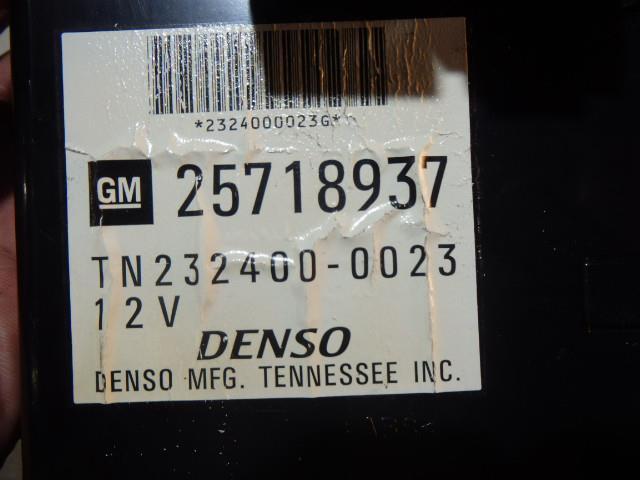 *2324000023G*
GM 25718937
TN232400-0023
12V
DENSO
DENSO MFG. TENNESSEE INC.